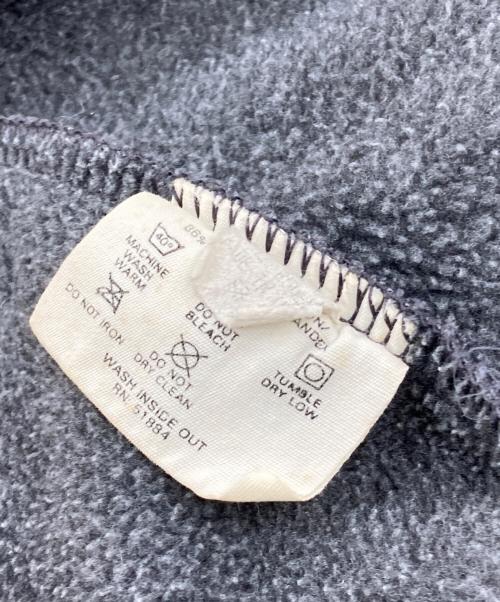 86%
40°
MACHINE
WASH
WARM
DO NOT
BLEACH
DO NOT IRON
DO NOT
DRY CLEAN
TUMBLE
DRY LOW
WASH INSIDE OUT
RN: 51884